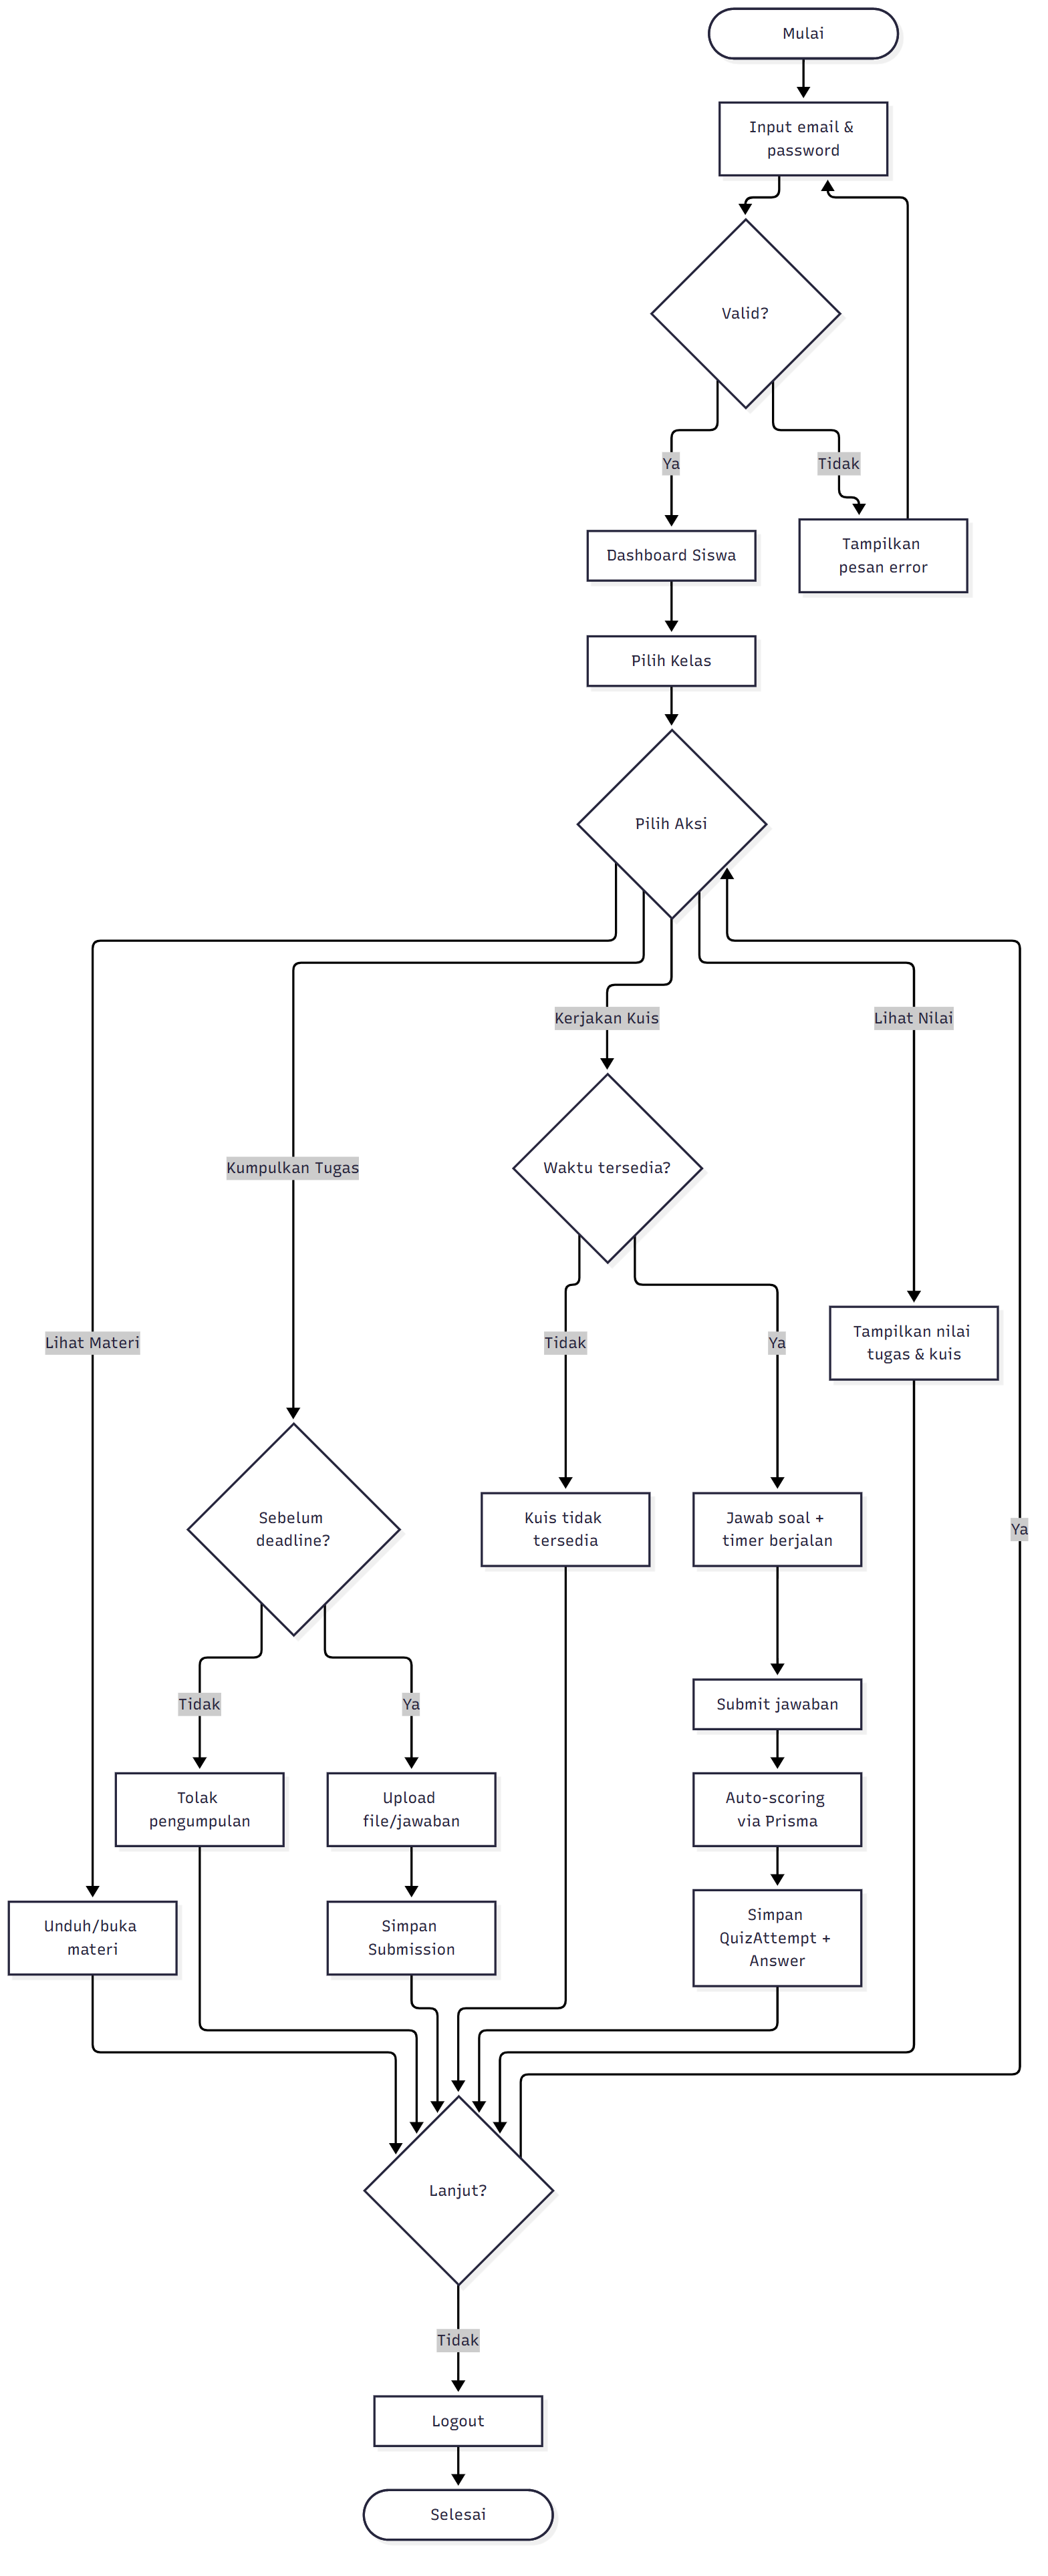 Mulai
Input email &
password
Valid?
Ya
Tidak
Tampilkan
pesan error
Dashboard Siswa
Pilih Kelas
Pilih Aksi
Kerjakan Kuis
Lihat Nilai
Kumpulkan Tugas
Waktu tersedia?
Lihat Materi
Tidak
Ya
Tampilkan nilai
tugas & kuis
Sebelum
deadline?
Kuis tidak
tersedia
Jawab soal +
timer berjalan
Ya
Tidak
Ya
Submit jawaban
Tolak
pengumpulan
Upload
file/jawaban
Auto-scoring
via Prisma
Unduh/buka
materi
Simpan
Submission
Simpan
QuizAttempt +
Answer
Lanjut?
Tidak
Logout
Selesai